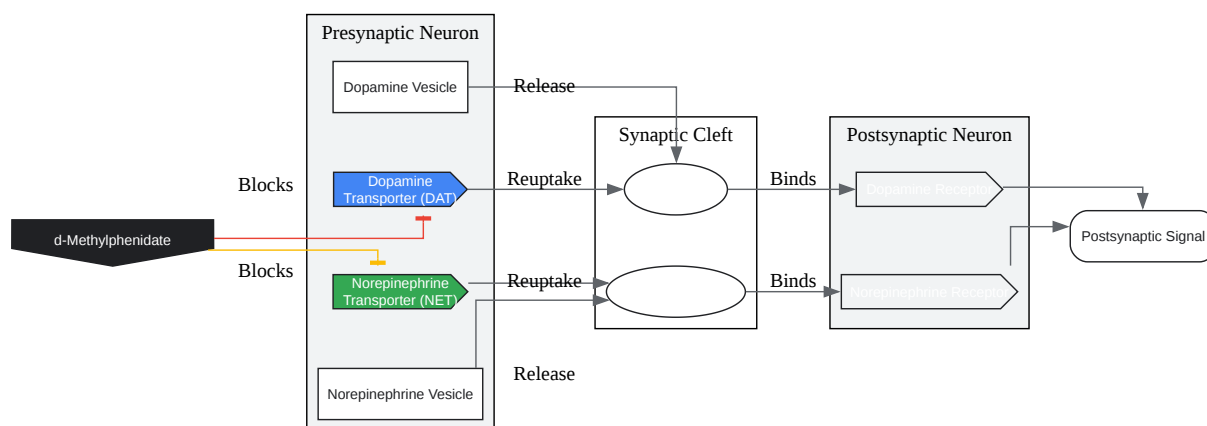 Presynaptic Neuron
Dopamine Vesicle
Release
Synaptic Cleft
Postsynaptic Neuron
Blocks
Dopamine
Transporter (DAT)
Reuptake
Binds
Dopamine Receptor
d-Methylphenidate
Postsynaptic Signal
Blocks
Norepinephrine
Transporter (NET)
Reuptake
Binds
Norepinephrine Receptor
Release
Norepinephrine Vesicle